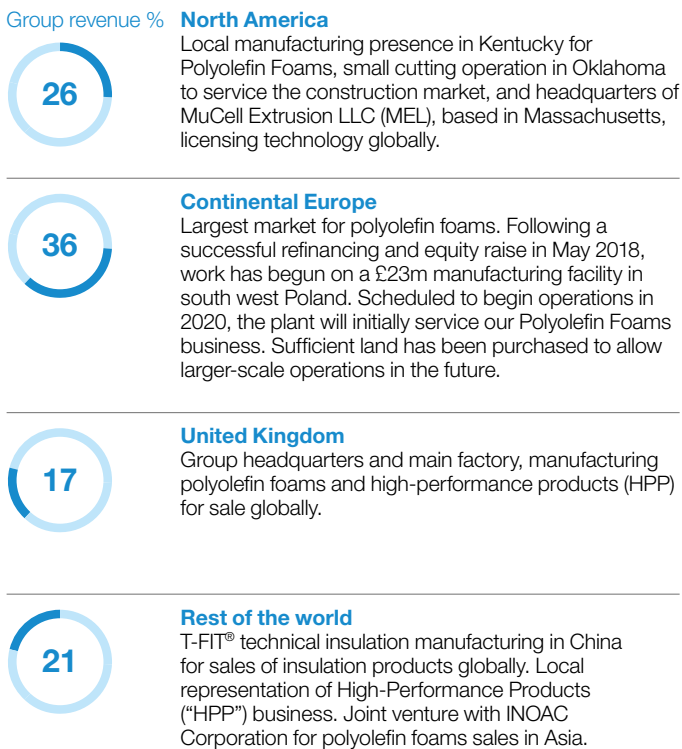 Group revenue %
North America
26
Local manufacturing presence in Kentucky for
Polyolefin Foams, small cutting operation in Oklahoma
to service the construction market, and headquarters of
MuCell Extrusion LLC (MEL), based in Massachusetts,
licensing technology globally.
Continental Europe
36
Largest market for polyolefin foams. Following a
successful refinancing and equity raise in May 2018,
work has begun on a £23m manufacturing facility in
south west Poland. Scheduled to begin operations in
2020, the plant will initially service our Polyolefin Foams
business. Sufficient land has been purchased to allow
larger-scale operations in the future.
United Kingdom
17
Group headquarters and main factory, manufacturing
polyolefin foams and high-performance products (HPP)
for sale globally.
Rest of the world
21
T-FIT® technical insulation manufacturing in China
for sales of insulation products globally. Local
representation of High-Performance Products
(“HPP”) business. Joint venture with INOAC
Corporation for polyolefin foams sales in Asia.